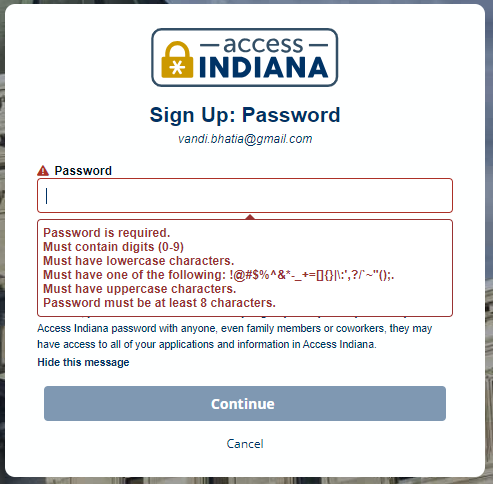 access
INDIANA
Sign Up: Password
vandi.bhatia@gmail.com
Password
Password is required.
Must contain digits (0-9)
Must have lowercase characters.
Must have one of the following: !@#$%^&*-_+=[]{}|\:',?/`~"();.
Must have uppercase characters.
Password must be at least 8 characters.
Access Indiana password with anyone, even family members or coworkers, they may
have access to all of your applications and information in Access Indiana.
Hide this message
Continue
Cancel